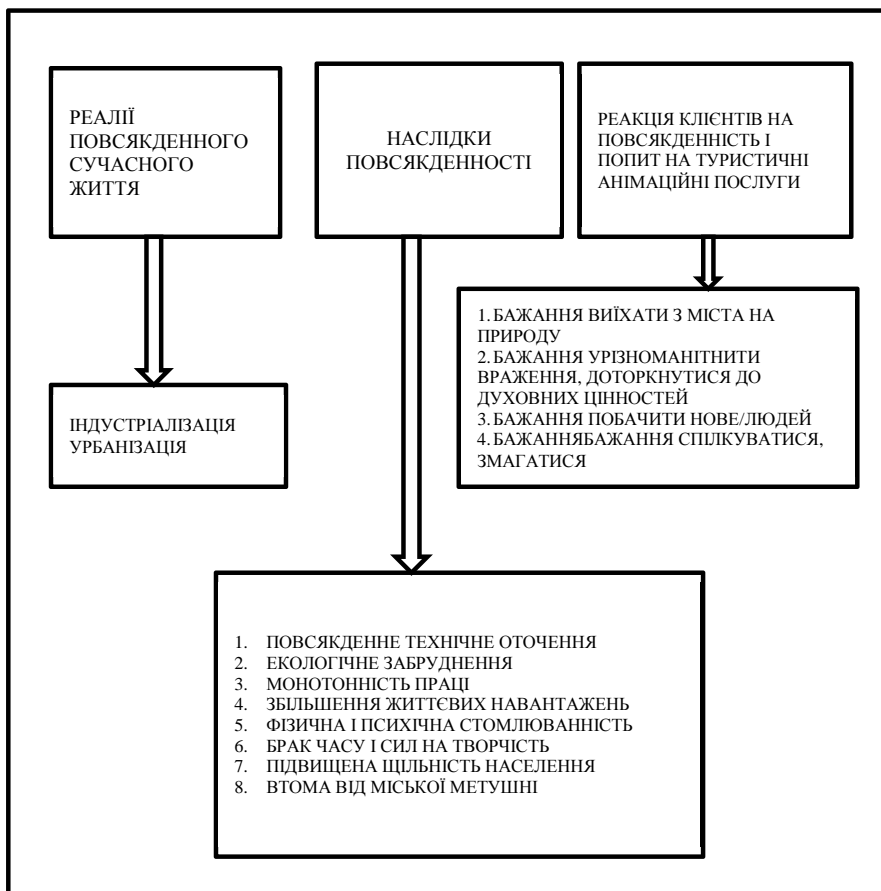 РЕАЛІЇ
ПОВСЯКДЕННОГО
СУЧАСНОГО
ЖИТТЯ
НАСЛІДКИ
ПОВСЯКДЕННОСТІ
РЕАКЦІЯ КЛІЄНТІВ НА
ПОВСЯКДЕННІСТЬ І
ПОПИТ НА ТУРИСТИЧНІ
АНІМАЦІЙНІ ПОСЛУГИ
ІНДУСТРІАЛІЗАЦІЯ
УРБАНІЗАЦІЯ
1. БАЖАННЯ ВИЇХАТИ З МІСТА НА
ПРИРОДУ
2. БАЖАННЯ УРІЗНОМАНІТНИТИ
ВРАЖЕННЯ, ДОТОРКНУТИСЯ ДО
ДУХОВНИХ ЦІННОСТЕЙ
3. БАЖАННЯ ПОБАЧИТИ НОВЕ/ЛЮДЕЙ
4. БАЖАННЯБАЖАННЯ СПІЛКУВАТИСЯ,
ЗМАГАТИСЯ
1. ПОВСЯКДЕННЕ ТЕХНІЧНЕ ОТОЧЕННЯ
2. ЕКОЛОГІЧНЕ ЗАБРУДНЕННЯ
3. МОНОТОННІСТЬ ПРАЦІ
4. ЗБІЛЬШЕННЯ ЖИТТЄВИХ НАВАНТАЖЕНЬ
5. ФІЗИЧНА І ПСИХІЧНА СТОМЛЮВАННІСТЬ
6. БРАК ЧАСУ І СИЛ НА ТВОРЧІСТЬ
7. ПІДВИЩЕНА ЩІЛЬНІСТЬ НАСЕЛЕННЯ
8. ВТОМА ВІД МІСЬКОЇ МЕТУШНІ